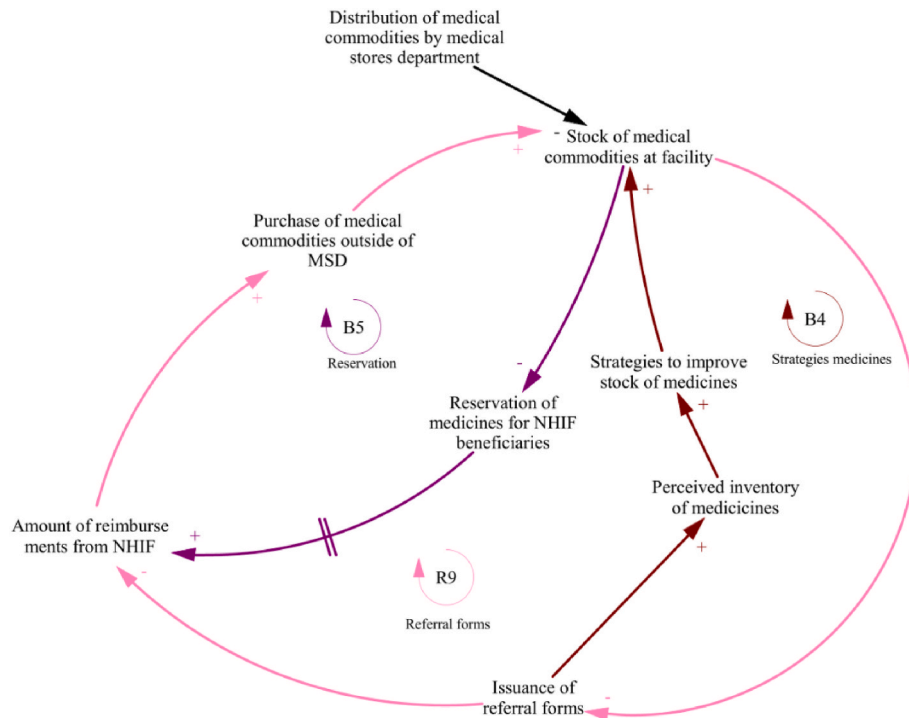 Distribution of medical
commodities by medical
stores department
-
Stock of medical
commodities at facility
+
+
Purchase of medical
commodities outside of
MSD
+
B5
Reservation
B4
Strategies medicines
-
Strategies to improve
stock of medicines
+
Reservation of
medicines for NHIF
beneficiaries
Perceived inventory
of medicicines
+
Amount of reimburse
ments from NHIF
+
-
R9
Referral forms
Issuance of
referral forms
-